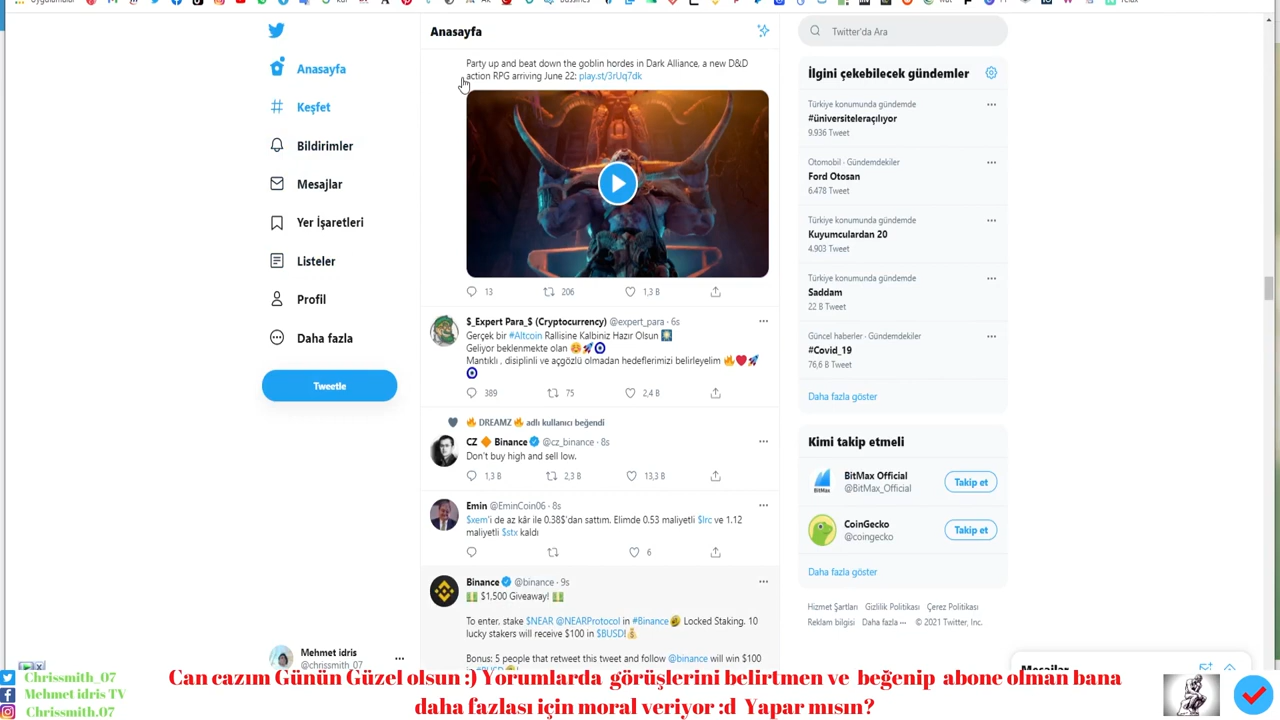 Uygulamalar
Anasayfa
Twitter'da Ara
Anasayfa
Keşfet
Bildirimler
Mesajlar
Yer İşaretleri
Listeler
Profil
Daha fazla
Tweetle
Mehmet idris
@chrissmith_07
Party up and beat down the goblin hordes in Dark Alliance, a new D&D
action RPG arriving June 22: play.st/3rUq7dk
13 206 1,3 B
$_Expert Para_$ (Cryptocurrency) @expert_para · 6s
Gerçek bir #Altcoin Rallisine Kalbiniz Hazır Olsun
Geliyor beklenmekte olan
Mantıklı , disiplinli ve açgözlü olmadan hedeflerimizi belirleyelim
389 75 2,4 B
DREAMZ adlı kullanıcı beğendi
CZ Binance @cz_binance · 8s
Don't buy high and sell low.
1,3 B 2,3 B 13,3 B
Emin @EminCoin06 · 8s
$xem'i de az kâr ile 0.38$'dan sattım. Elimde 0.53 maliyetli $lrc ve 1.12
maliyetli $stx kaldı
6
Binance @binance · 9s
$1,500 Giveaway!
To enter, stake $NEAR @NEARProtocol in #Binance Locked Staking. 10
lucky stakers will receive $100 in $BUSD!
Bonus: 5 people that retweet this tweet and follow @binance will win $100
İlgini çekebilecek gündemler
Türkiye konumunda gündemde
#üniversiteleraçılıyor
9.936 Tweet
Otomobil · Gündemdekiler
Ford Otosan
6.478 Tweet
Türkiye konumunda gündemde
Kuyumculardan 20
4.903 Tweet
Türkiye konumunda gündemde
Saddam
22 B Tweet
Güncel haberler · Gündemdekiler
#Covid_19
76,6 B Tweet
Daha fazla göster
Kimi takip etmeli
BitMax Official
@BitMax_Official
Takip et
CoinGecko
@coingecko
Takip et
Daha fazla göster
Hizmet Şartları Gizlilik Politikası Çerez Politikası
Reklam bilgisi Daha fazla ··· © 2021 Twitter, Inc.
Mesajlar
Chrissmith_07
Mehmet idris TV
Chrissmith.07
Can cazım Günün Güzel olsun :) Yorumlarda görüşlerini belirtmen ve beğenip abone olman bana
daha fazlası için moral veriyor :d Yapar mısın?